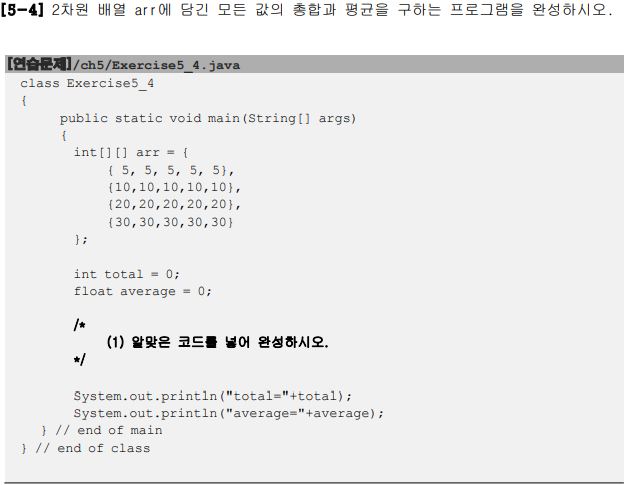 [5-4] 2차원 배열 arr에 담긴 모든 값의 총합과 평균을 구하는 프로그램을 완성하시오.
[연습문제]/ch5/Exercise5_4.java
class Exercise5_4
{
public static void main(String[] args)
{
int[][] arr = {
{ 5, 5, 5, 5, 5},
{10,10,10,10,10},
{20,20,20,20,20},
{30,30,30,30,30}
};
int total = 0;
float average = 0;
/*
(1) 알맞은 코드를 넣어 완성하시오.
*/
System.out.println("total="+total);
System.out.println("average="+average);
} // end of main
} // end of class